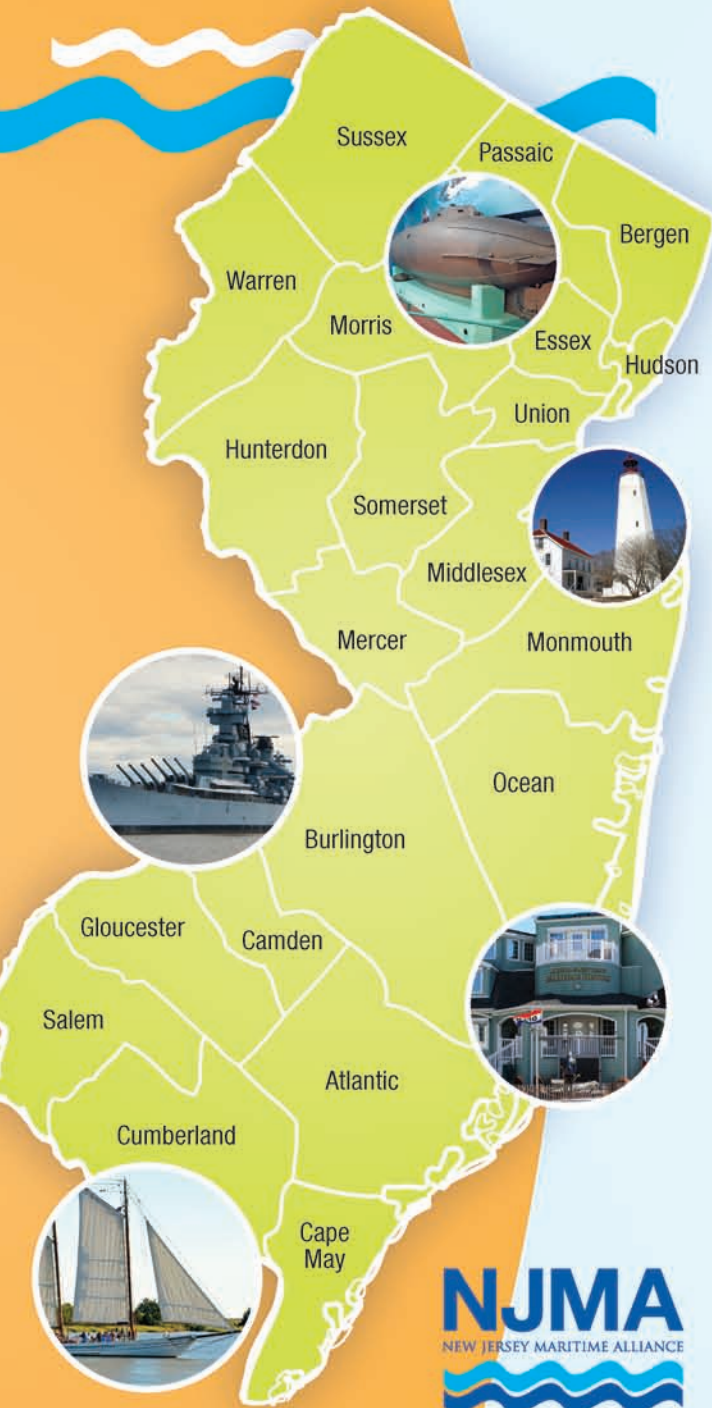 Sussex
Passaic
Bergen
Warren
Morris
Essex
Hudson
Union
Hunterdon
Somerset
Middlesex
Mercer
Monmouth
Ocean
Burlington
Gloucester
Camden
Salem
Atlantic
Cumberland
Cape
May
NJMA
NEW JERSEY MARITIME ALLIANCE